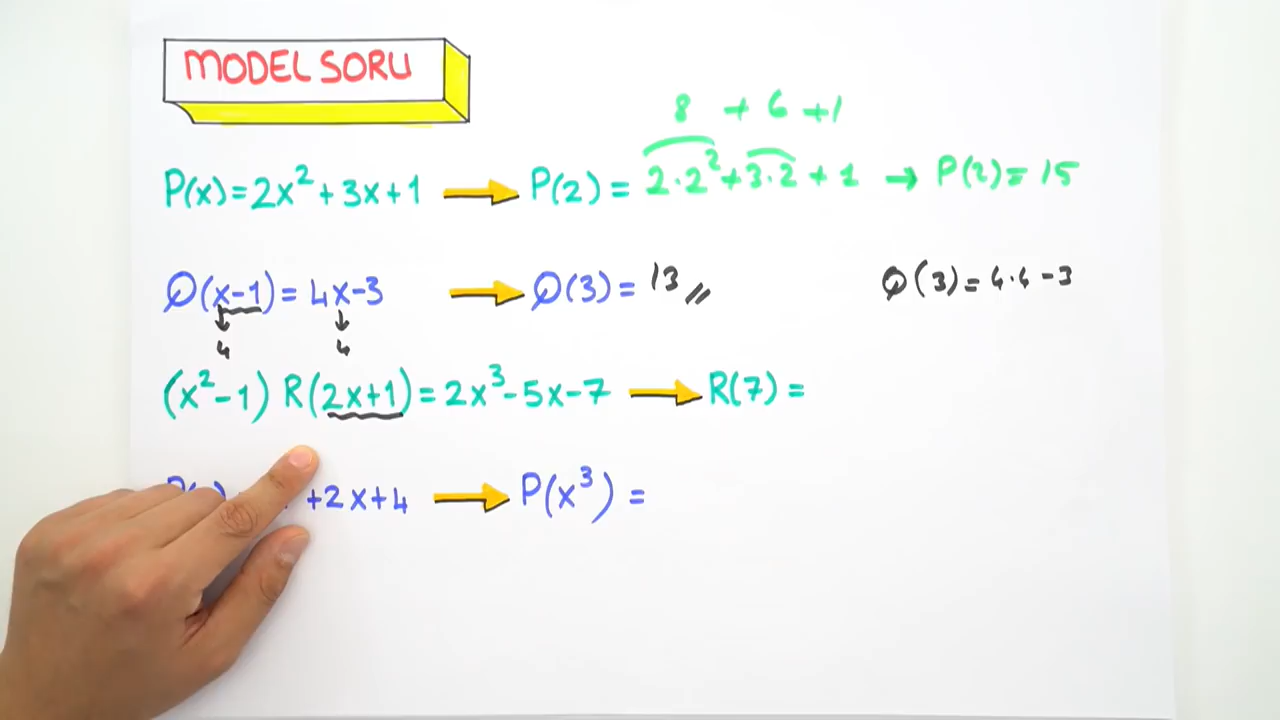 MODEL SORU
8 + 6 + 1
P(x)=2x²+3x+1 → P(2) = 2·2²+3·2+1 → P(2)=15
Q(x-1)=4x-3 → Q(3)= 13 // Q(3)=4·4-3
↓ ↓
4 4
(x²-1) R(2x+1)=2x³-5x-7 → R(7)=
+2x+4 → P(x³) =